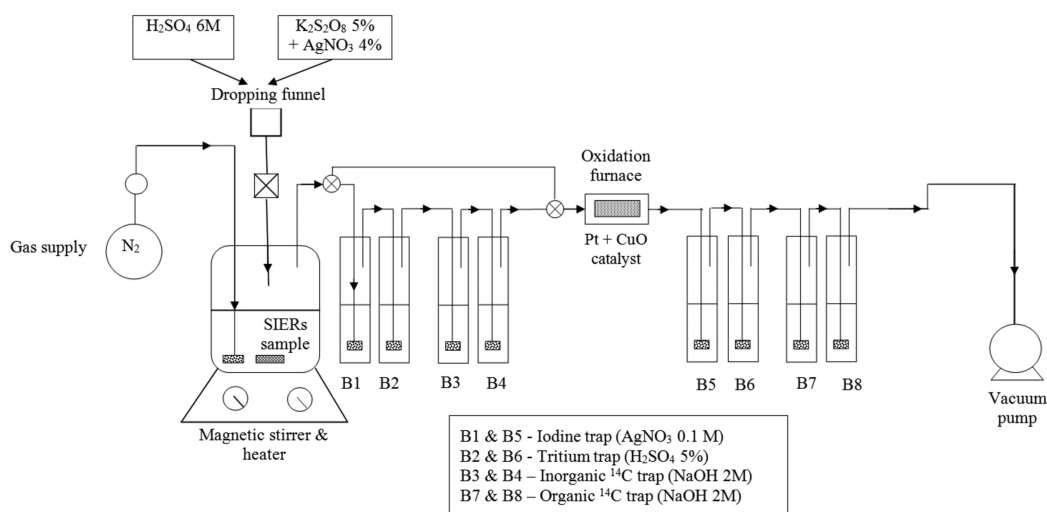 H₂SO₄ 6M
K₂S₂O₈ 5%
+ AgNO₃ 4%
Dropping funnel
Oxidation
furnace
Pt + CuO
catalyst
Gas supply
N₂
SIERs
sample
B1
B2
B3
B4
B5
B6
B7
B8
Magnetic stirrer &
heater
Vacuum
pump
B1 & B5 - Iodine trap (AgNO₃ 0.1 M)
B2 & B6 - Tritium trap (H₂SO₄ 5%)
B3 & B4 – Inorganic ¹⁴C trap (NaOH 2M)
B7 & B8 – Organic ¹⁴C trap (NaOH 2M)